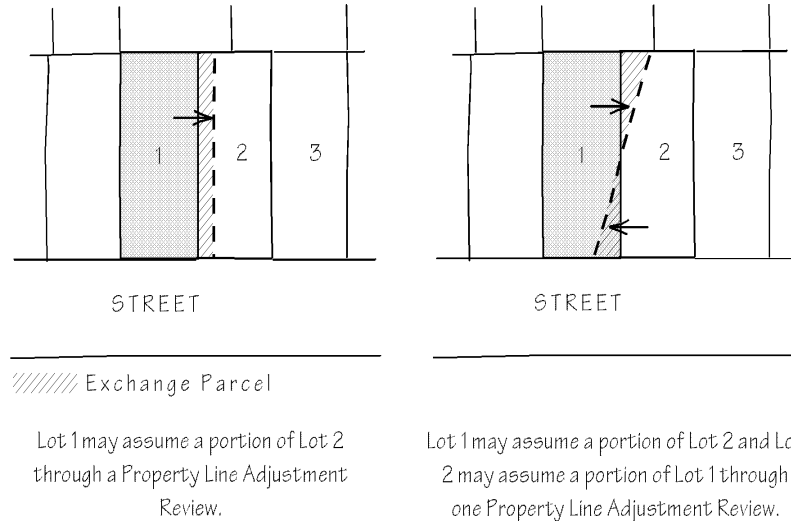 1
2
3
STREET
Exchange Parcel
Lot 1 may assume a portion of Lot 2
through a Property Line Adjustment
Review.
1
2
3
STREET
Lot 1 may assume a portion of Lot 2 and Lo
2 may assume a portion of Lot 1 through
one Property Line Adjustment Review.